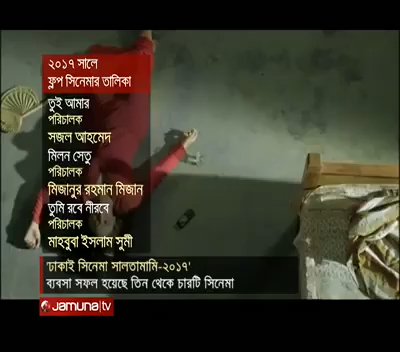 ২০১৭ সালে
ফ্লপ সিনেমার তালিকা
তুই আমার
পরিচালক
সজল আহমেদ
মিলন সেতু
পরিচালক
মিজানুর রহমান মিজান
তুমি রবে নীরবে
পরিচালক
মাহবুবা ইসলাম সুমী
'ঢাকাই সিনেমা সালতামামি-২০১৭'
ব্যবসা সফল হয়েছে তিন থেকে চারটি সিনেমা
Jamuna tv